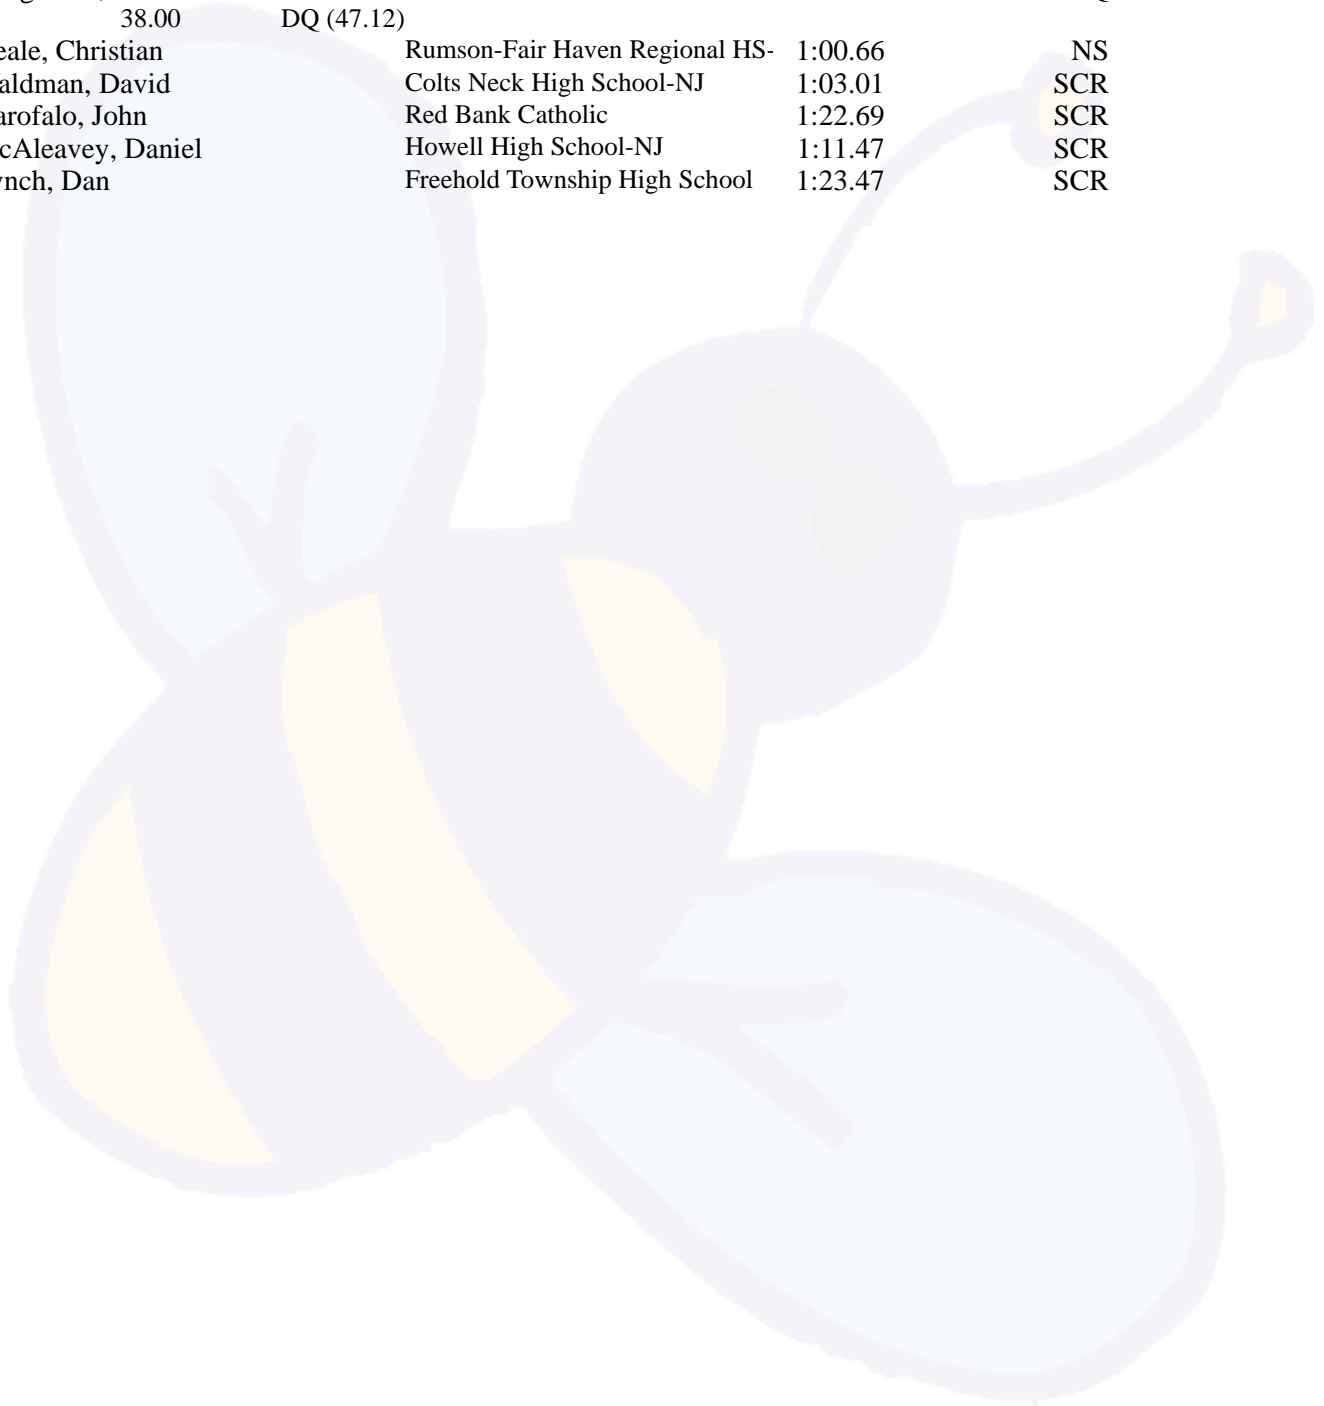 38.00 DQ (47.12)
eale, Christian Rumson-Fair Haven Regional HS- 1:00.66 NS
aldman, David Colts Neck High School-NJ 1:03.01 SCR
arofalo, John Red Bank Catholic 1:22.69 SCR
cAleavey, Daniel Howell High School-NJ 1:11.47 SCR
ynch, Dan Freehold Township High School 1:23.47 SCR